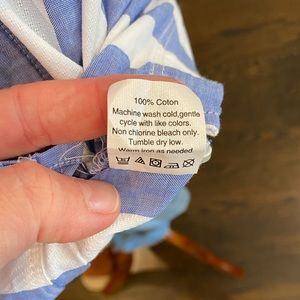 100% Coton
Machine wash cold,gentle
cycle with like colors.
Non chlorine bleach only.
Tumble dry low.
Warm iron as needed.